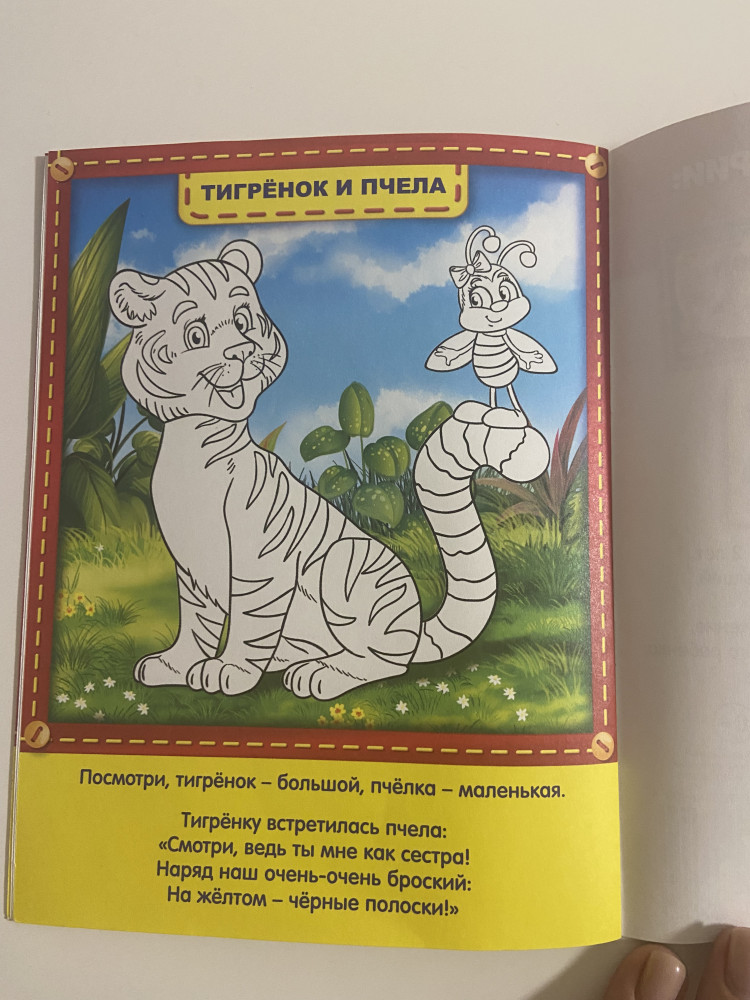 ТИГРЁНОК И ПЧЕЛА
Посмотри, тигрёнок – большой, пчёлка – маленькая.
Тигрёнку встретилась пчела:
«Смотри, ведь ты мне как сестра!
Наряд наш очень-очень броский:
На жёлтом – чёрные полоски!»